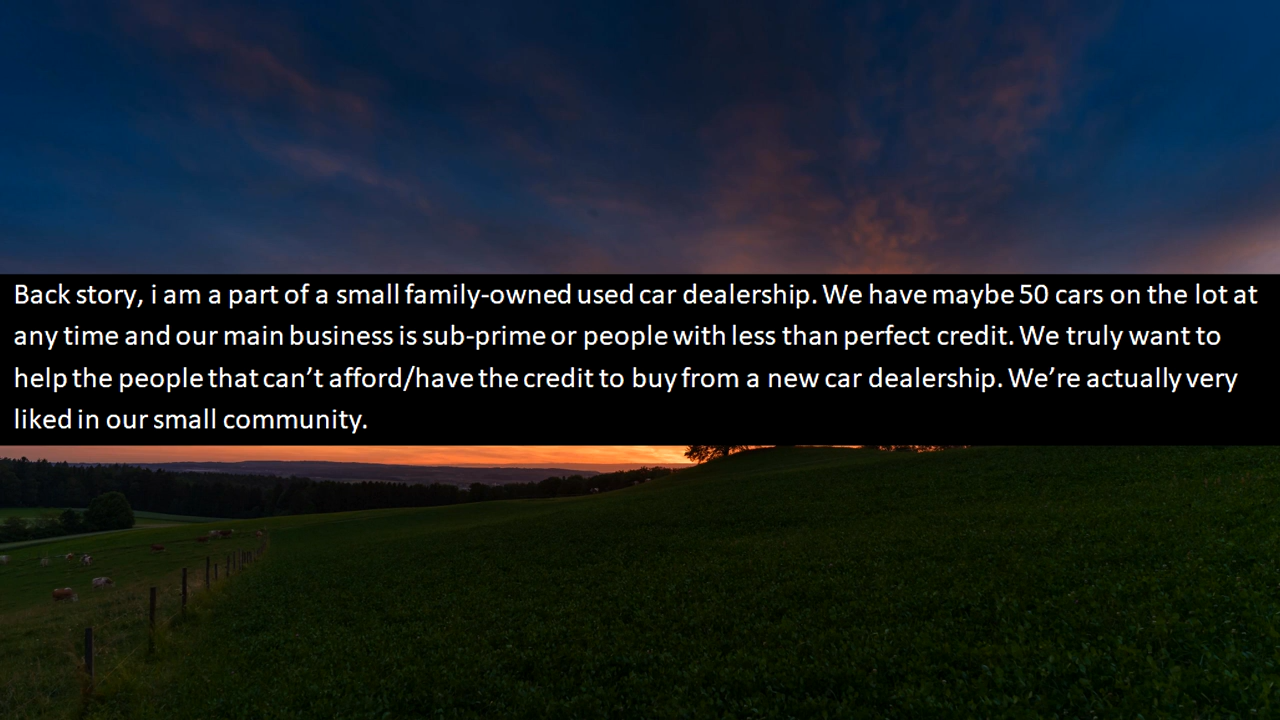 Back story, i am a part of a small family-owned used car dealership. We have maybe 50 cars on the lot at
any time and our main business is sub-prime or people with less than perfect credit. We truly want to
help the people that can’t afford/have the credit to buy from a new car dealership. We’re actually very
liked in our small community.